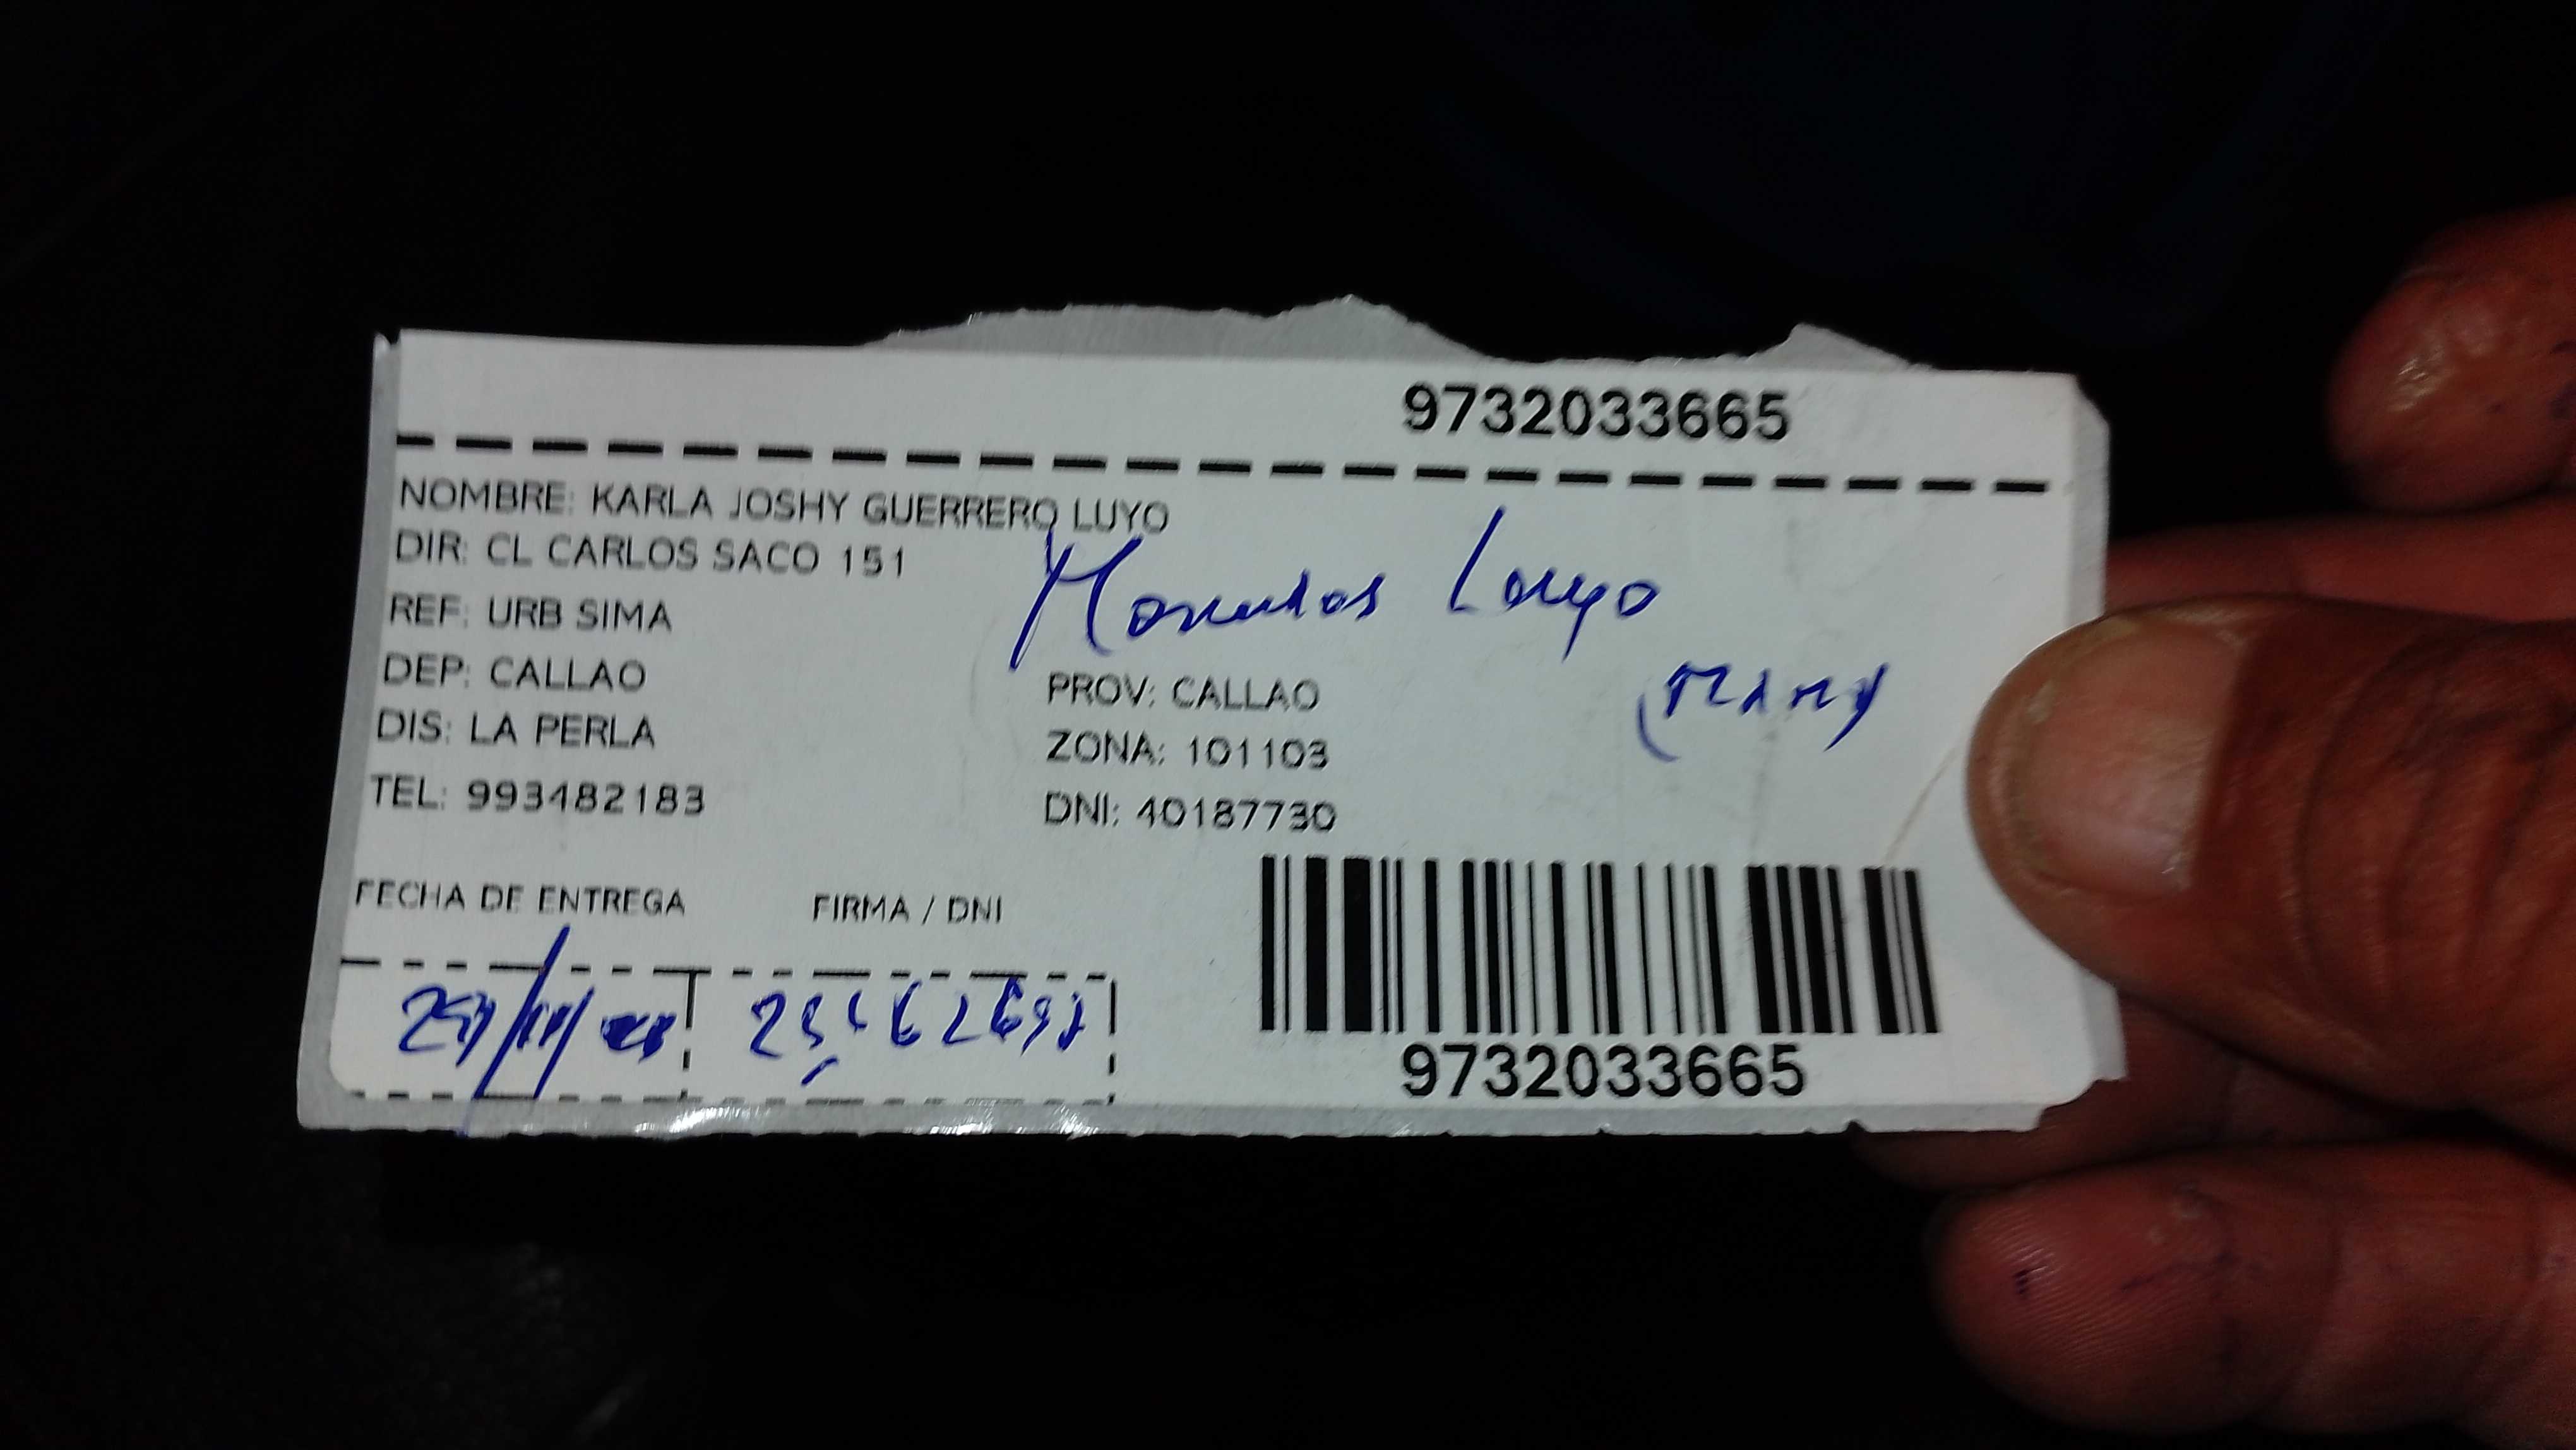 9732033665
NOMBRE: KARLA JOSHY GUERRERO LUYO
DIR: CL CARLOS SACO 151
Luyo
REF: URB SIMA
DEP: CALLAO
PROV: CALLAO
DIS: LA PERLA
ZONA: 101103
TEL: 993482183
DNI: 40187730
FECHA DE ENTREGA
FIRMA / DNI
9732033665